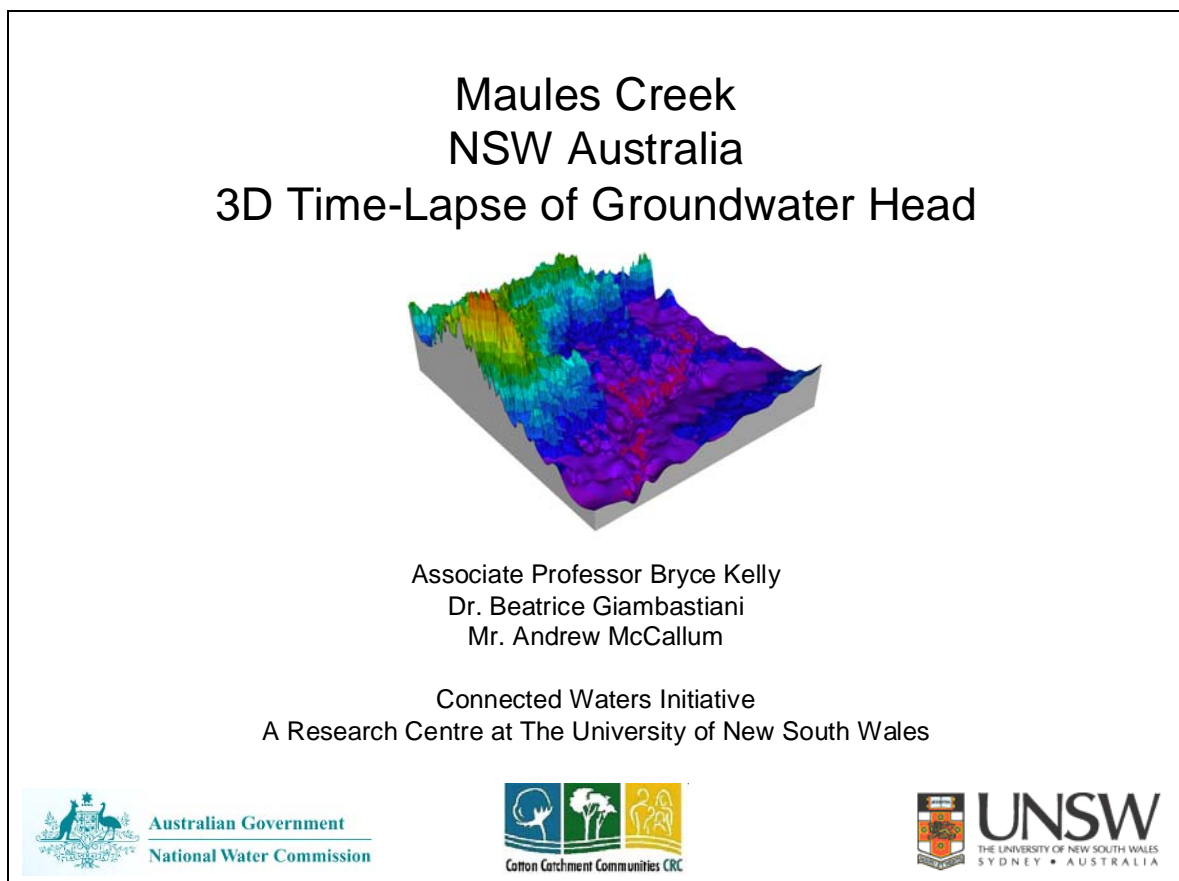 Maules Creek
NSW Australia
3D Time-Lapse of Groundwater Head
Associate Professor Bryce Kelly
Dr. Beatrice Giambastiani
Mr. Andrew McCallum
Connected Waters Initiative
A Research Centre at The University of New South Wales
Australian Government
National Water Commission
Cotton Catchment Communities CRC
UNSW
THE UNIVERSITY OF NEW SOUTH WALES
SYDNEY • AUSTRALIA